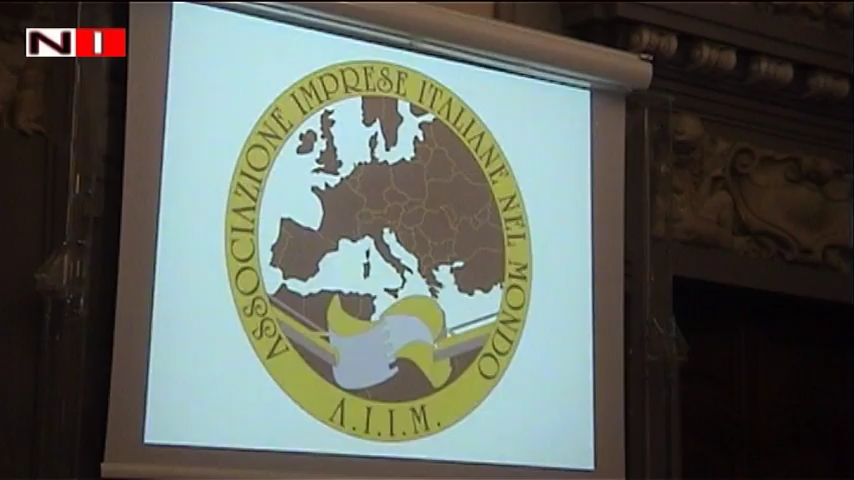 N1
ASSOCIAZIONE IMPRESE ITALIANE NEL MONDO
A.I.I.M.